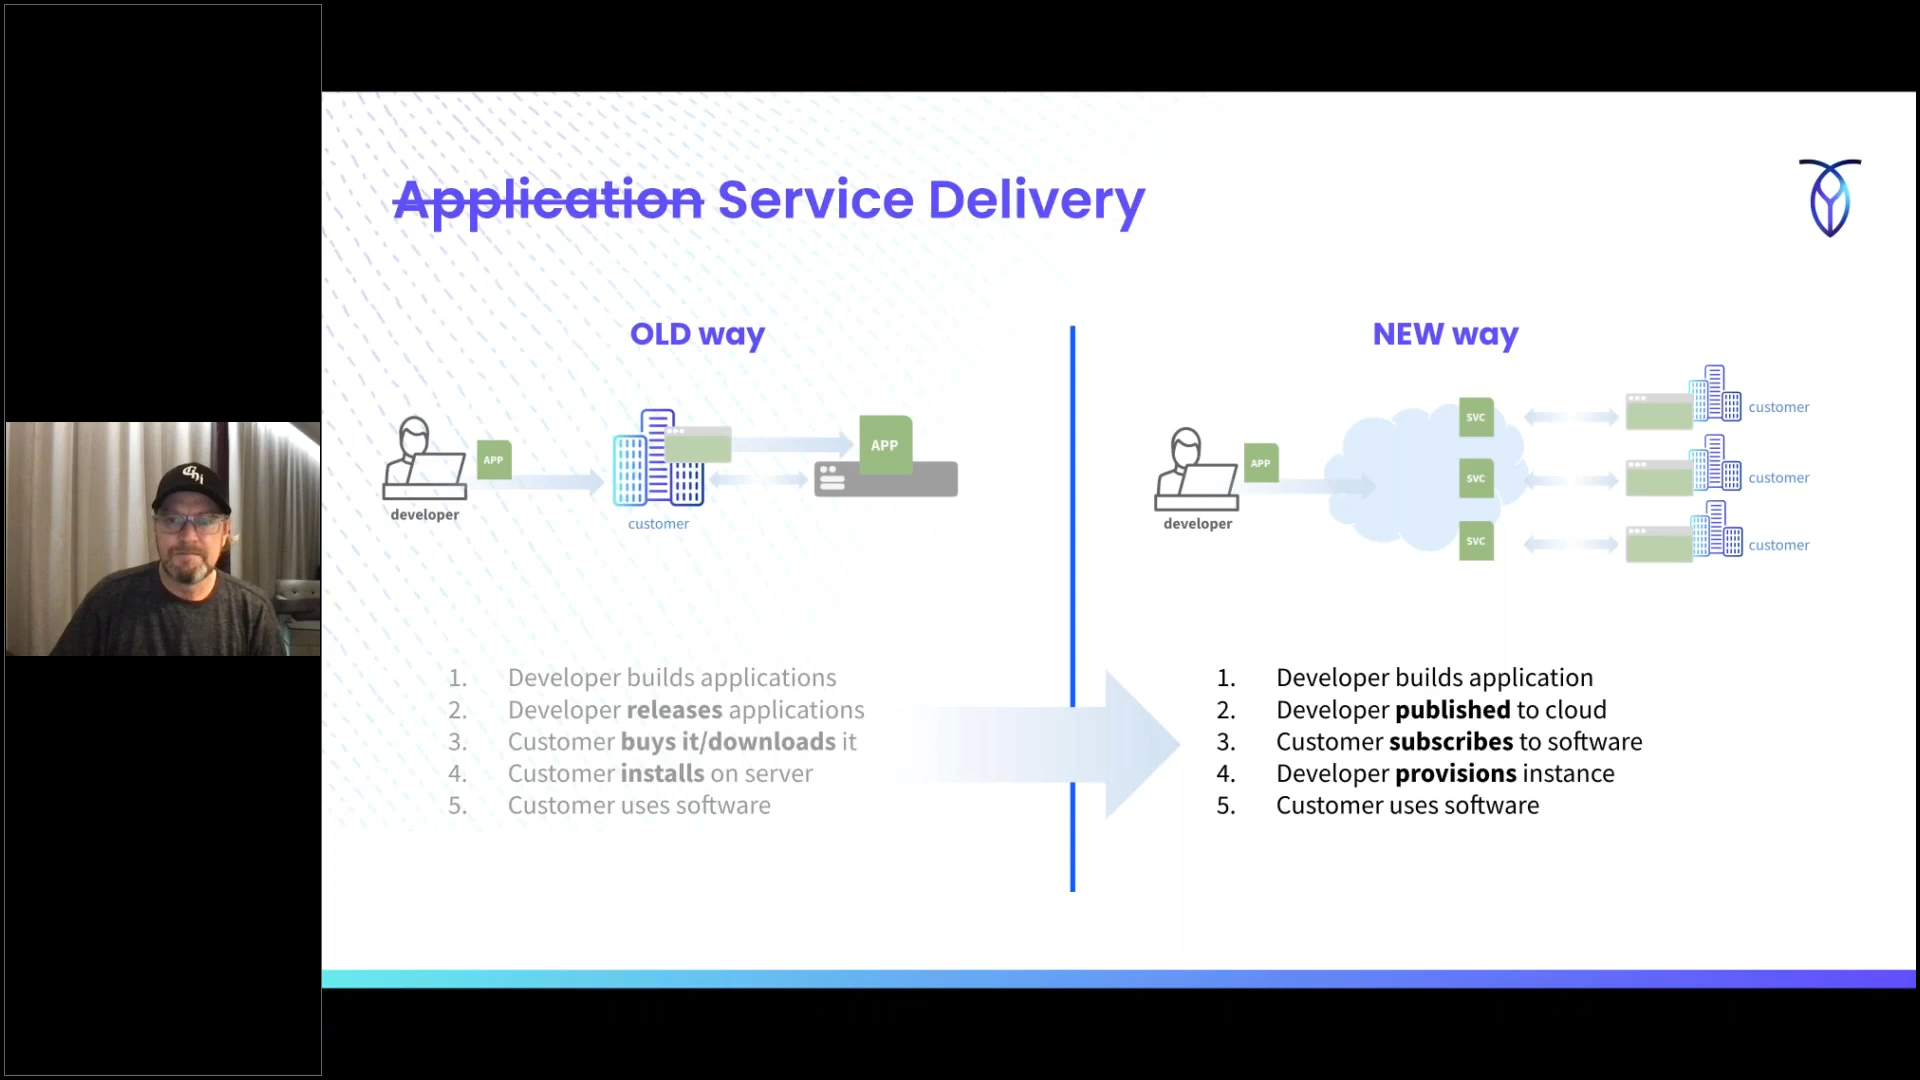 Application Service Delivery
OLD way
NEW way
APP
developer
customer
APP
APP
developer
SVC
SVC
SVC
customer
customer
customer
1. Developer builds applications
2. Developer releases applications
3. Customer buys it/downloads it
4. Customer installs on server
5. Customer uses software
1. Developer builds application
2. Developer published to cloud
3. Customer subscribes to software
4. Developer provisions instance
5. Customer uses software